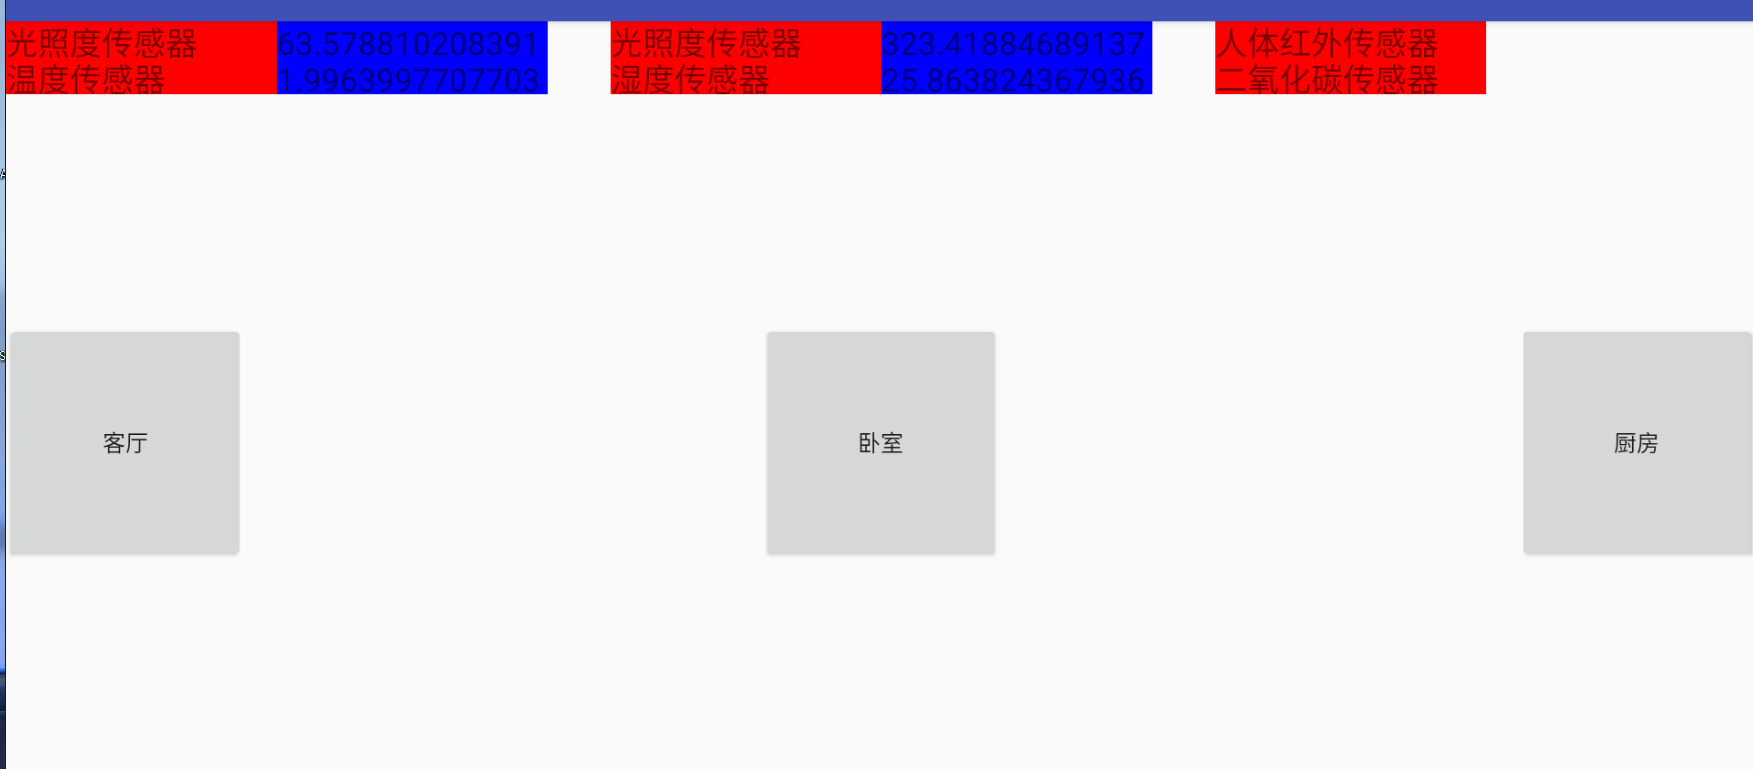 光照度传感器 63.578810208391 光照度传感器 323.41884689137 人体红外传感器
温度传感器 1.9963997707703 湿度传感器 25.863824367936 二氧化碳传感器
客厅 卧室 厨房